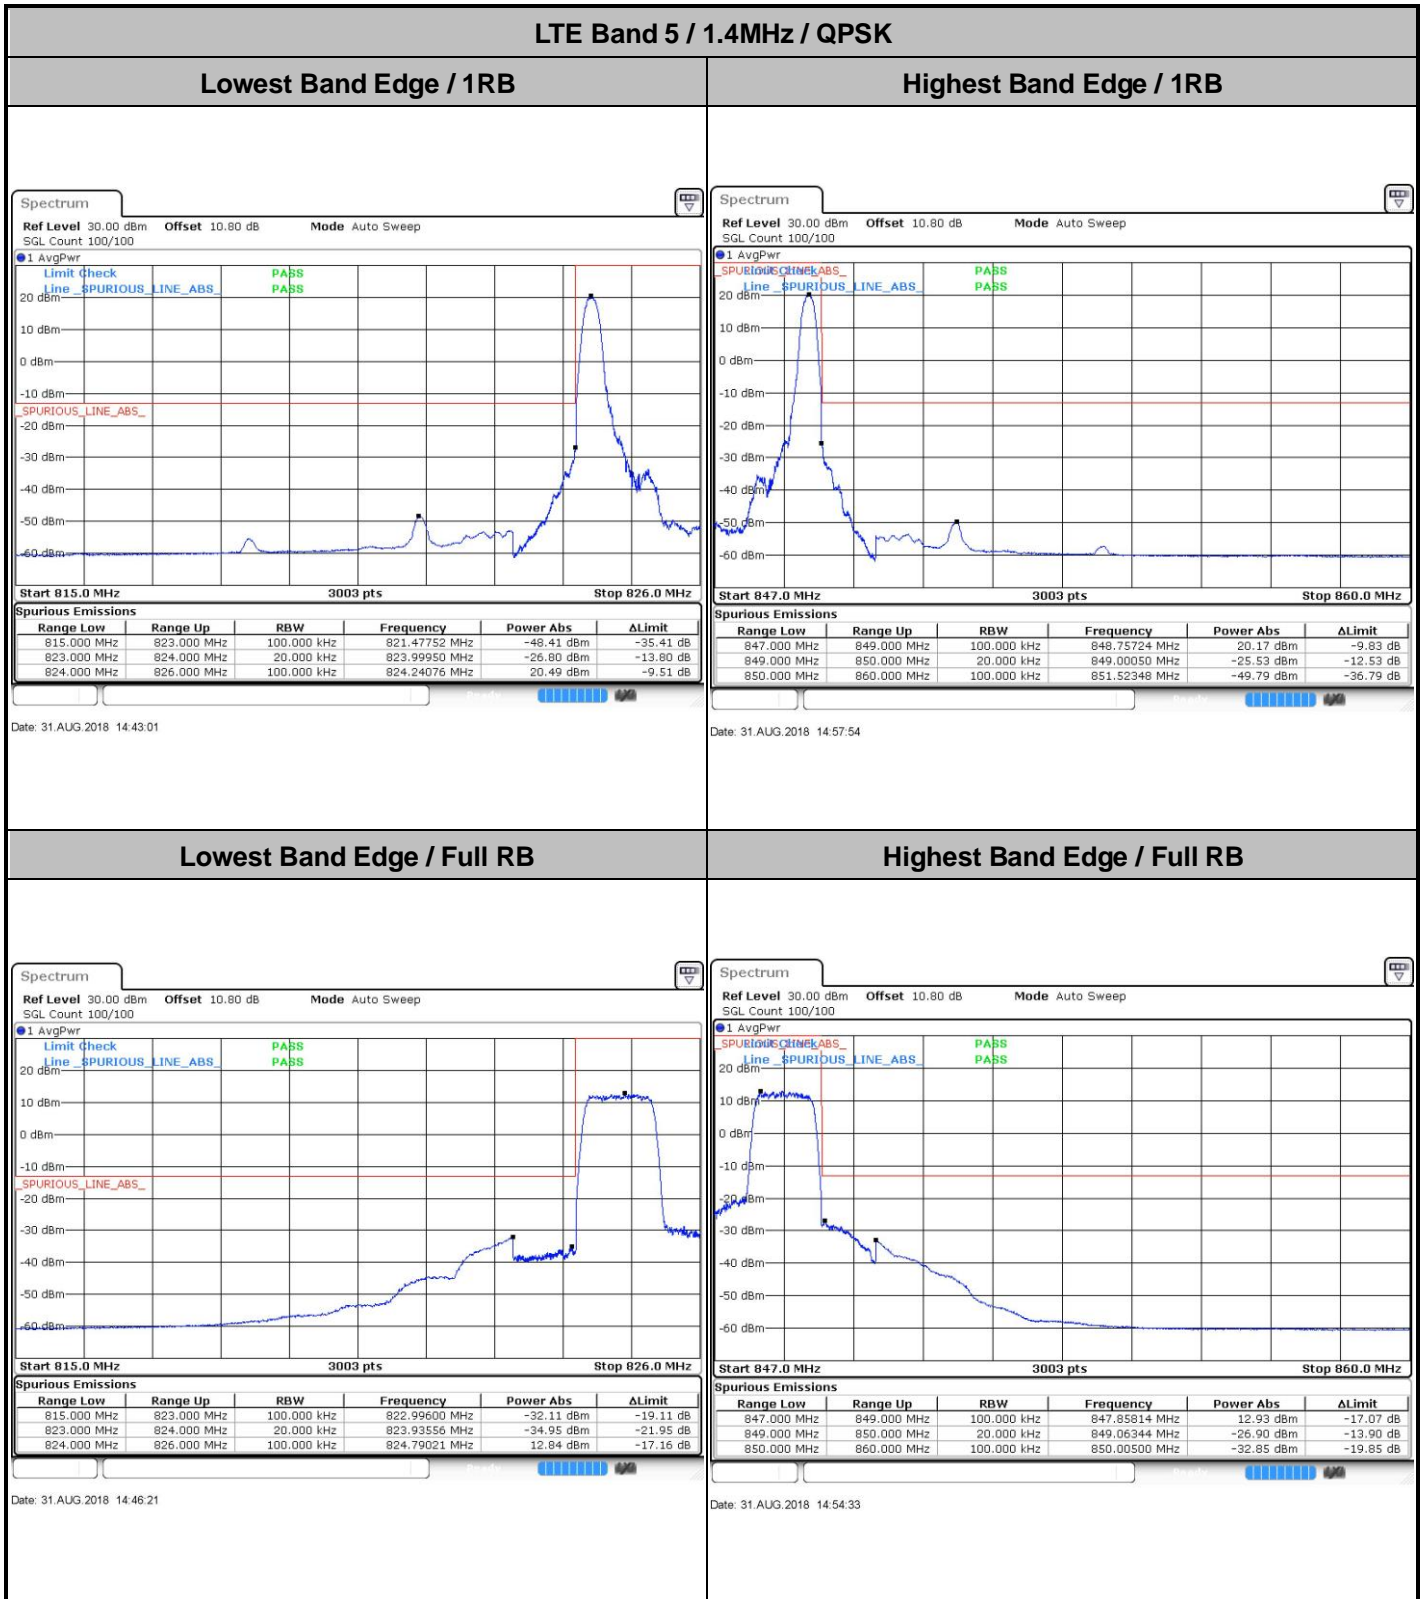 LTE Band 5 / 1.4MHz / QPSK
Lowest Band Edge / 1RB
Highest Band Edge / 1RB
Spectrum
Ref Level 30.00 dBm Offset 10.80 dB Mode Auto Sweep
SGL Count 100/100
1 AvgPwr
Limit Check PASS
Line _SPURIOUS_LINE_ABS_ PASS
20 dBm
10 dBm
0 dBm
-10 dBm
_SPURIOUS_LINE_ABS_
-20 dBm
-30 dBm
-40 dBm
-50 dBm
-60 dBm
Start 815.0 MHz 3003 pts Stop 826.0 MHz
Spurious Emissions
Range Low Range Up RBW Frequency Power Abs ΔLimit
815.000 MHz 823.000 MHz 100.000 kHz 821.47752 MHz -48.41 dBm -35.41 dB
823.000 MHz 824.000 MHz 20.000 kHz 823.99950 MHz -26.80 dBm -13.80 dB
824.000 MHz 826.000 MHz 100.000 kHz 824.24076 MHz 20.49 dBm -9.51 dB
Ready
Date: 31.AUG.2018 14:43:01
Spectrum
Ref Level 30.00 dBm Offset 10.80 dB Mode Auto Sweep
SGL Count 100/100
1 AvgPwr
_SPURIOUS_LINE_ABS_
Limit Check PASS
Line _SPURIOUS_LINE_ABS_ PASS
20 dBm
10 dBm
0 dBm
-10 dBm
-20 dBm
-30 dBm
-40 dBm
-50 dBm
-60 dBm
Start 847.0 MHz 3003 pts Stop 860.0 MHz
Spurious Emissions
Range Low Range Up RBW Frequency Power Abs ΔLimit
847.000 MHz 849.000 MHz 100.000 kHz 848.75724 MHz 20.17 dBm -9.83 dB
849.000 MHz 850.000 MHz 20.000 kHz 849.00050 MHz -25.53 dBm -12.53 dB
850.000 MHz 860.000 MHz 100.000 kHz 851.52348 MHz -49.79 dBm -36.79 dB
Ready
Date: 31.AUG.2018 14:57:54
Lowest Band Edge / Full RB
Highest Band Edge / Full RB
Spectrum
Ref Level 30.00 dBm Offset 10.80 dB Mode Auto Sweep
SGL Count 100/100
1 AvgPwr
Limit Check PASS
Line _SPURIOUS_LINE_ABS_ PASS
20 dBm
10 dBm
0 dBm
-10 dBm
_SPURIOUS_LINE_ABS_
-20 dBm
-30 dBm
-40 dBm
-50 dBm
-60 dBm
Start 815.0 MHz 3003 pts Stop 826.0 MHz
Spurious Emissions
Range Low Range Up RBW Frequency Power Abs ΔLimit
815.000 MHz 823.000 MHz 100.000 kHz 822.99600 MHz -32.11 dBm -19.11 dB
823.000 MHz 824.000 MHz 20.000 kHz 823.93556 MHz -34.95 dBm -21.95 dB
824.000 MHz 826.000 MHz 100.000 kHz 824.79021 MHz 12.84 dBm -17.16 dB
Ready
Date: 31.AUG.2018 14:46:21
Spectrum
Ref Level 30.00 dBm Offset 10.80 dB Mode Auto Sweep
SGL Count 100/100
1 AvgPwr
_SPURIOUS_LINE_ABS_
Limit Check PASS
Line _SPURIOUS_LINE_ABS_ PASS
20 dBm
10 dBm
0 dBm
-10 dBm
-20 dBm
-30 dBm
-40 dBm
-50 dBm
-60 dBm
Start 847.0 MHz 3003 pts Stop 860.0 MHz
Spurious Emissions
Range Low Range Up RBW Frequency Power Abs ΔLimit
847.000 MHz 849.000 MHz 100.000 kHz 847.85814 MHz 12.93 dBm -17.07 dB
849.000 MHz 850.000 MHz 20.000 kHz 849.06344 MHz -26.90 dBm -13.90 dB
850.000 MHz 860.000 MHz 100.000 kHz 850.00500 MHz -32.85 dBm -19.85 dB
Ready
Date: 31.AUG.2018 14:54:33